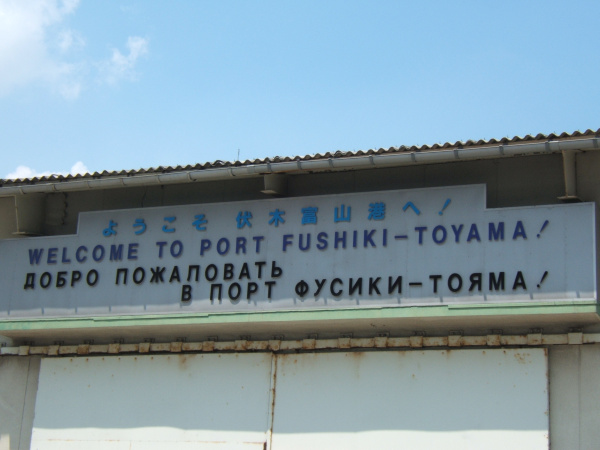 ようこそ 伏木富山港へ!
WELCOME TO PORT FUSHIKI-TOYAMA!
ДОБРО ПОЖАЛОВАТЬ
В ПОРТ ФУСИКИ-ТОЯМА!